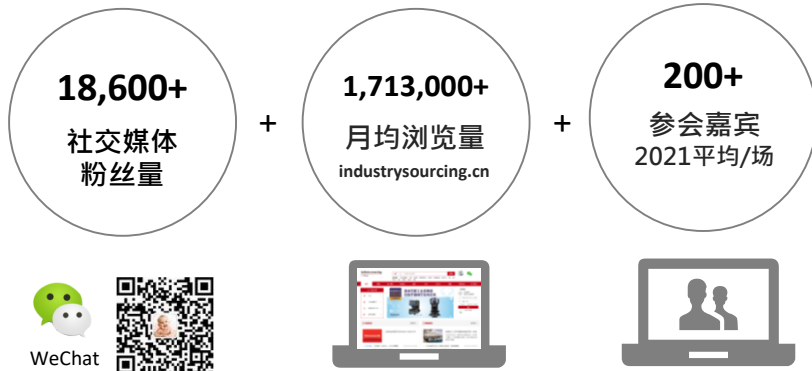 18,600+
社交媒体
粉丝量
+
1,713,000+
月均浏览量
industrysourcing.cn
+
200+
参会嘉宾
2021平均/场
WeChat